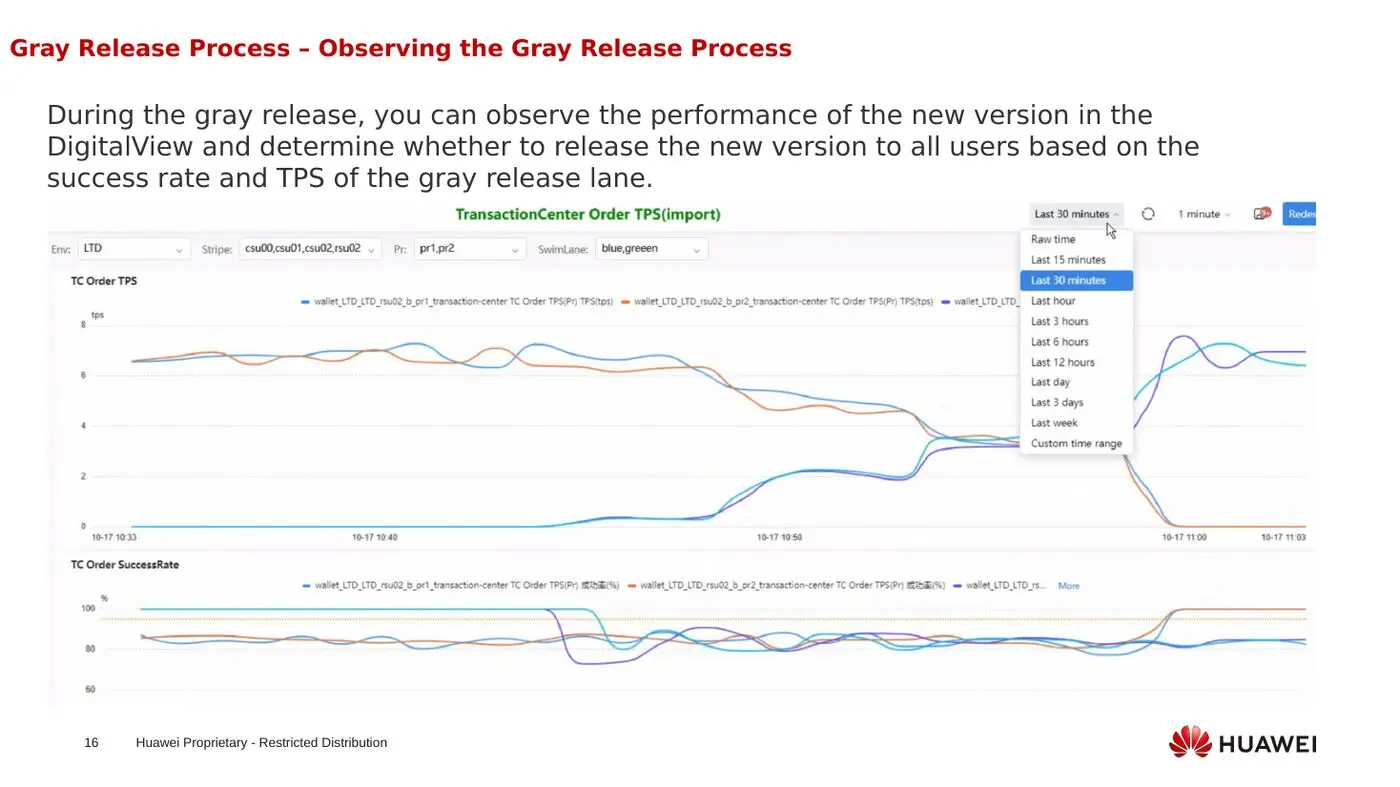 Gray Release Process – Observing the Gray Release Process
During the gray release, you can observe the performance of the new version in the
DigitalView and determine whether to release the new version to all users based on the
success rate and TPS of the gray release lane.
TransactionCenter Order TPS(import)
Last 30 minutes
1 minute
Redes
Env: LTD
Stripe: csu00,csu01,csu02,rsu02
Pr: pr1,pr2
SwimLane: blue,greeen
Raw time
Last 15 minutes
Last 30 minutes
Last hour
Last 3 hours
Last 6 hours
Last 12 hours
Last day
Last 3 days
Last week
Custom time range
TC Order TPS
wallet_LTD_LTD_rsu02_b_pr1_transaction-center TC Order TPS(Pr) TPS(tps)
wallet_LTD_LTD_rsu02_b_pr2_transaction-center TC Order TPS(Pr) TPS(tps)
wallet_LTD_LTD_
tps
8
6
4
2
0
10-17 10:33
10-17 10:40
10-17 10:50
10-17 11:00
10-17 11:03
TC Order SuccessRate
wallet_LTD_LTD_rsu02_b_pr1_transaction-center TC Order TPS(Pr) 成功率(%)
wallet_LTD_LTD_rsu02_b_pr2_transaction-center TC Order TPS(Pr) 成功率(%)
wallet_LTD_LTD_rs...
More
%
100
80
60
16
Huawei Proprietary - Restricted Distribution
HUAWEI